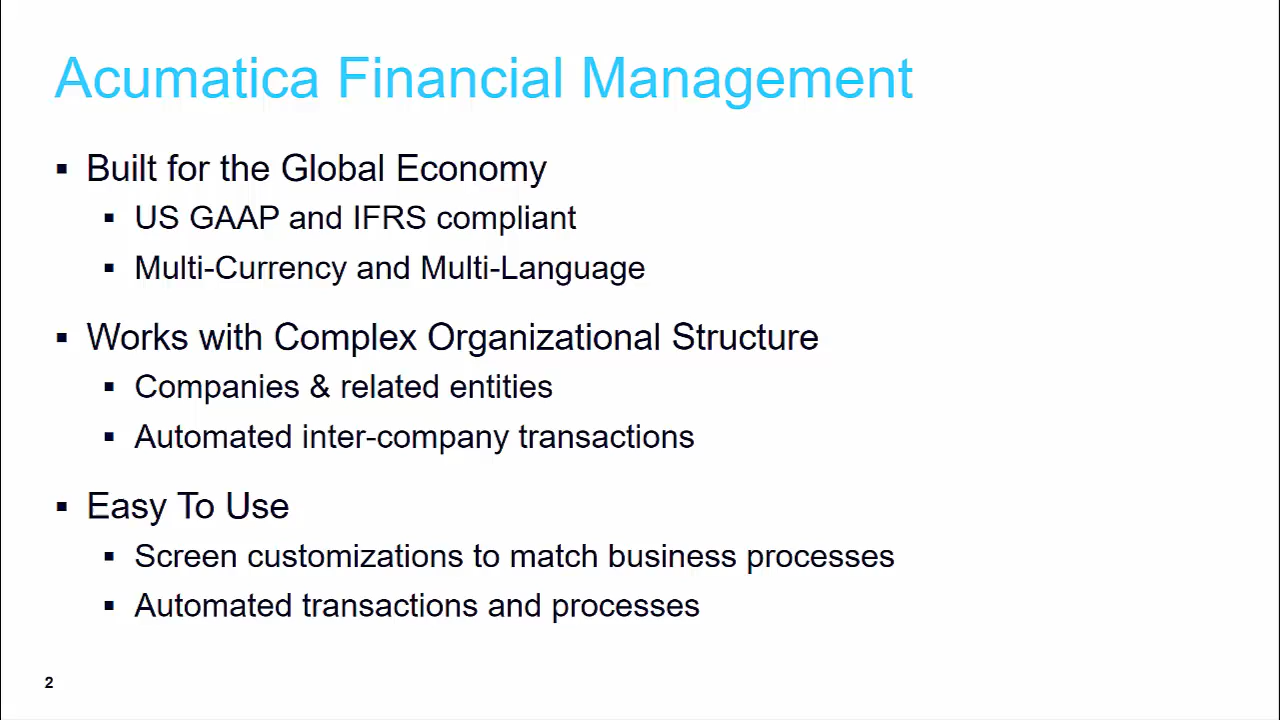 Acumatica Financial Management
▪ Built for the Global Economy
▪ US GAAP and IFRS compliant
▪ Multi-Currency and Multi-Language
▪ Works with Complex Organizational Structure
▪ Companies & related entities
▪ Automated inter-company transactions
▪ Easy To Use
▪ Screen customizations to match business processes
▪ Automated transactions and processes
2